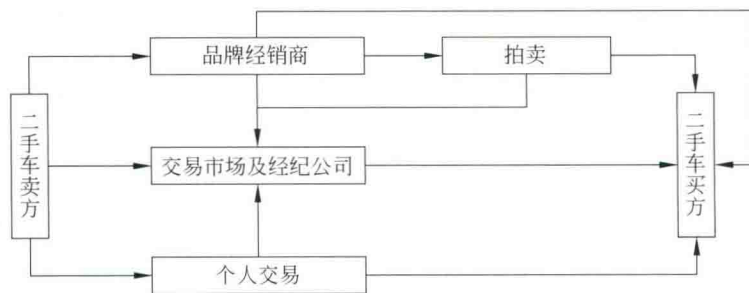 品牌经销商
拍卖
二手车卖方
交易市场及经纪公司
二手车买方
个人交易